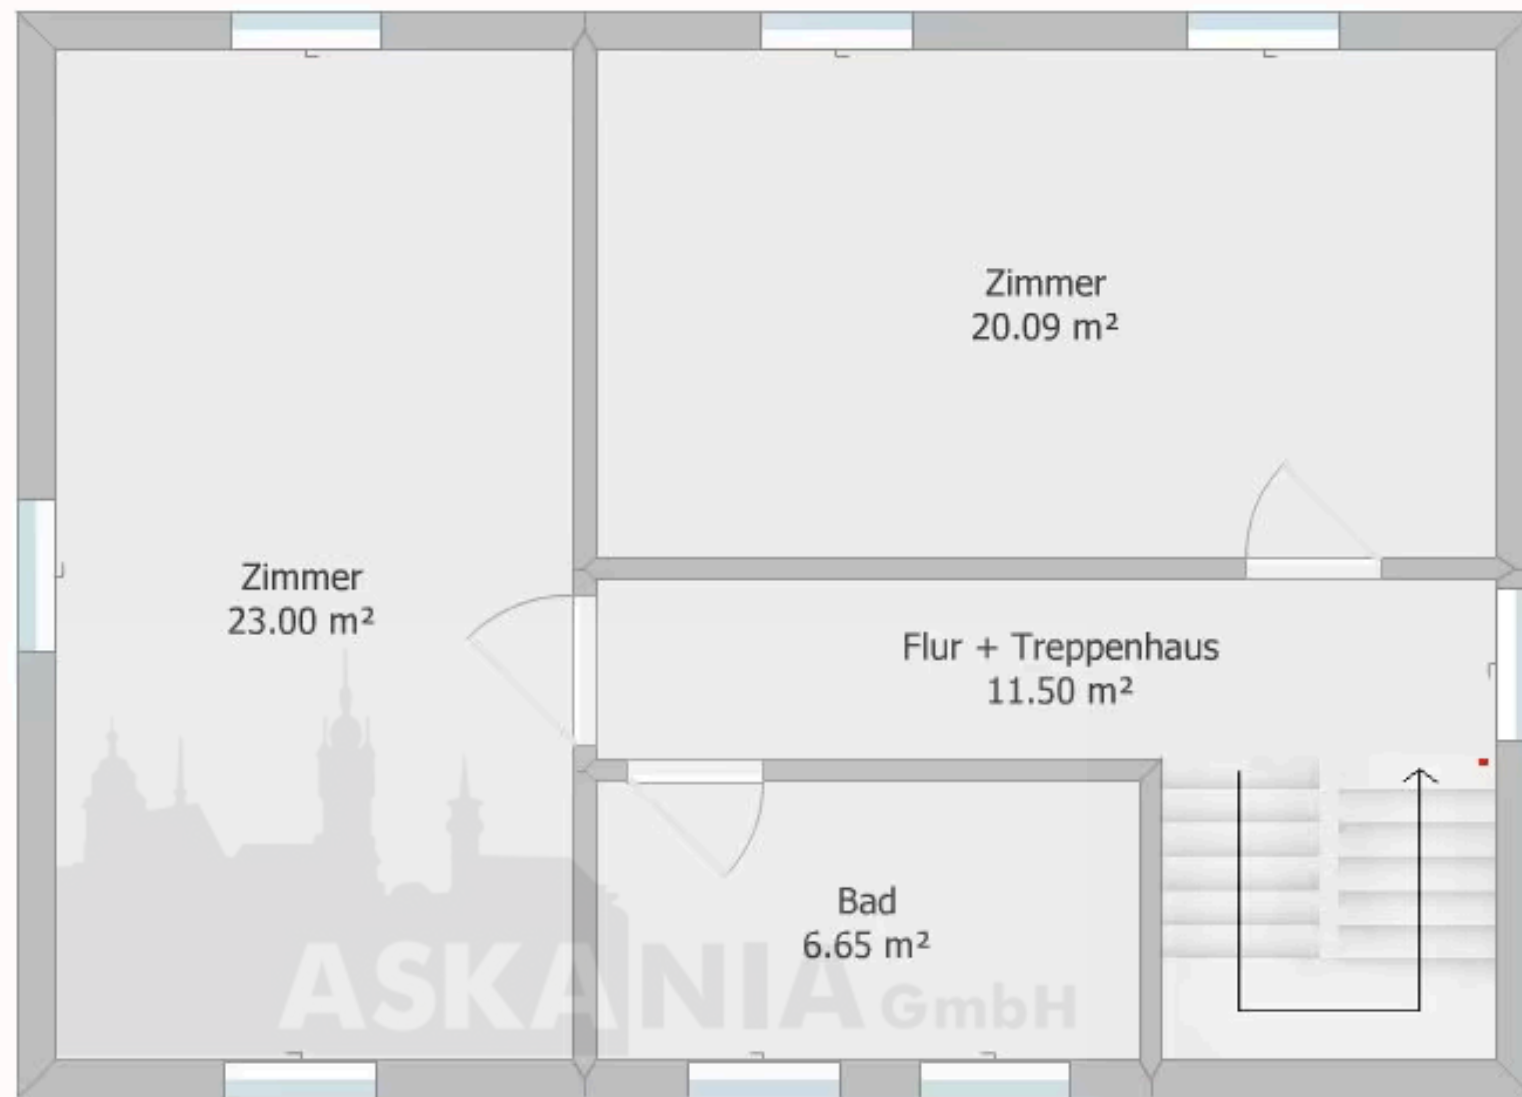 Zimmer
20.09 m²
Zimmer
23.00 m²
Flur + Treppenhaus
11.50 m²
Bad
6.65 m²
ASKANIA GmbH